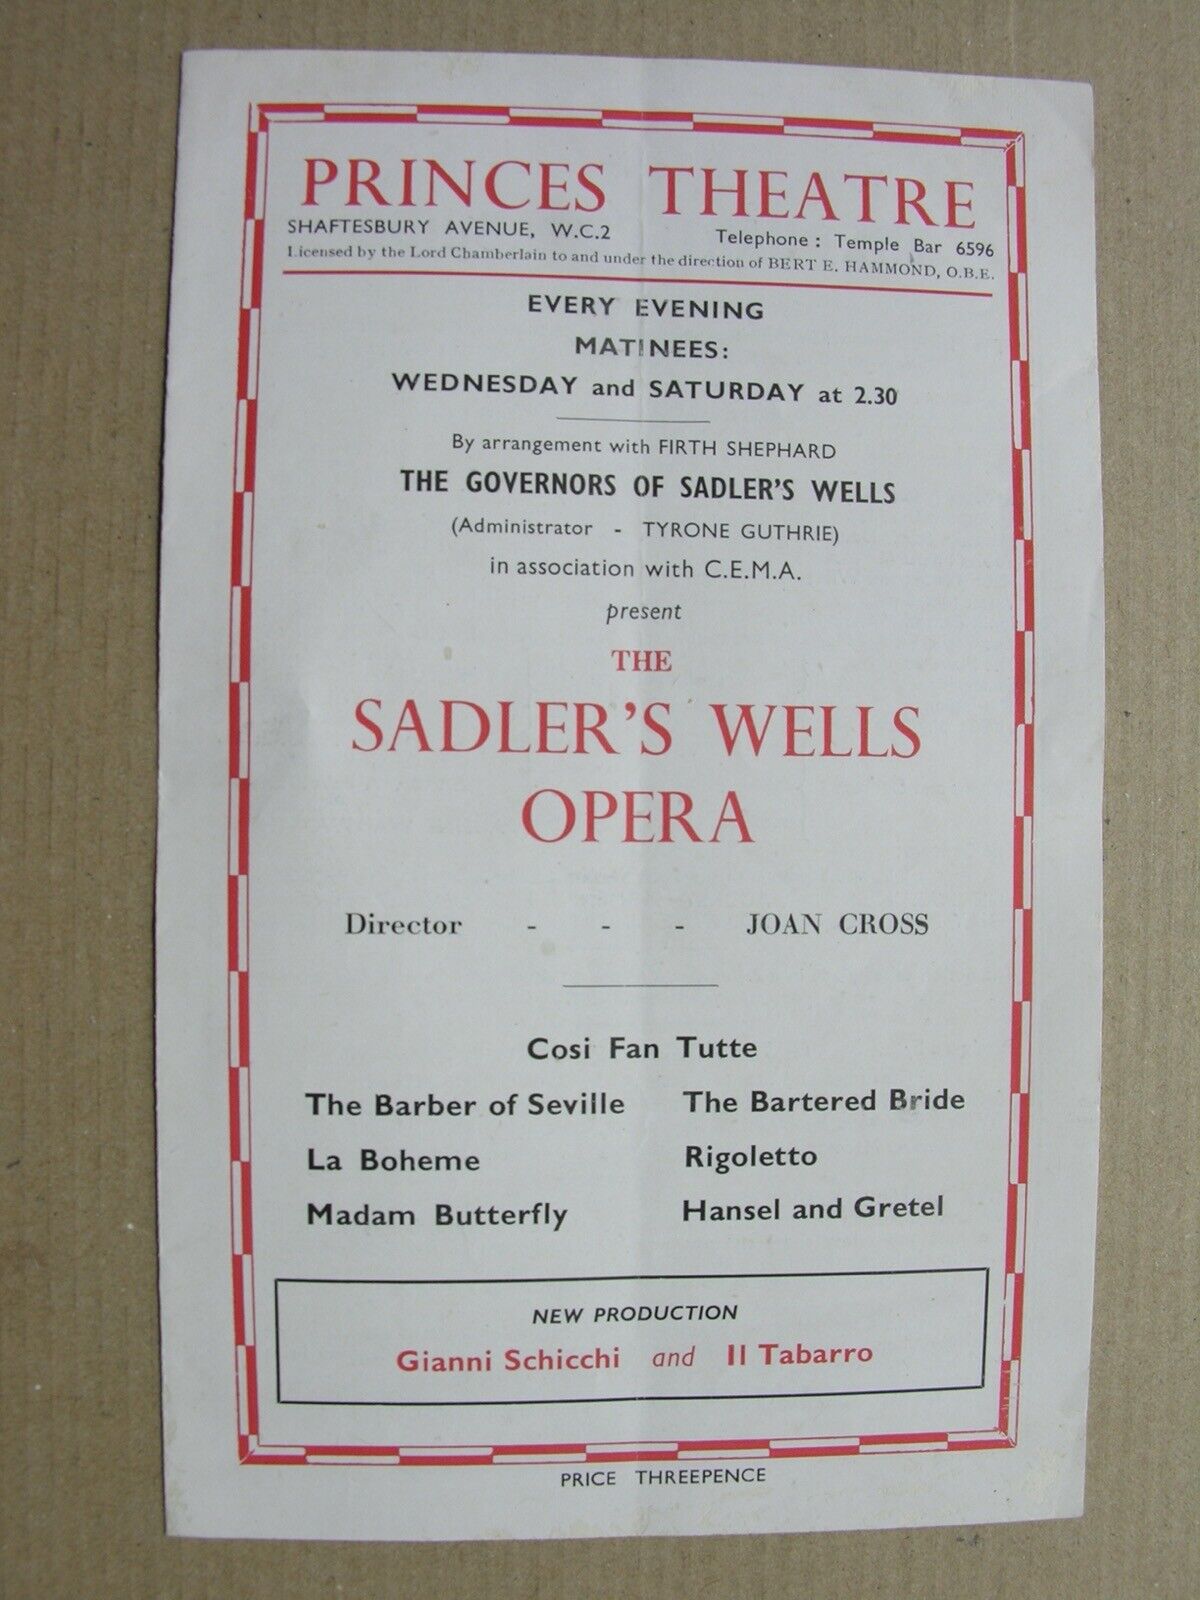 PRINCES THEATRE
SHAFTESBURY AVENUE, W.C.2 Telephone: Temple Bar 6596
Licensed by the Lord Chamberlain to and under the direction of BERT E. HAMMOND, O.B.E.
EVERY EVENING
MATINEES:
WEDNESDAY and SATURDAY at 2.30
By arrangement with FIRTH SHEPHARD
THE GOVERNORS OF SADLER'S WELLS
(Administrator - TYRONE GUTHRIE)
in association with C.E.M.A.
present
THE
SADLER'S WELLS
OPERA
Director - - - JOAN CROSS
Cosi Fan Tutte
The Barber of Seville The Bartered Bride
La Boheme Rigoletto
Madam Butterfly Hansel and Gretel
NEW PRODUCTION
Gianni Schicchi and Il Tabarro
PRICE THREEPENCE